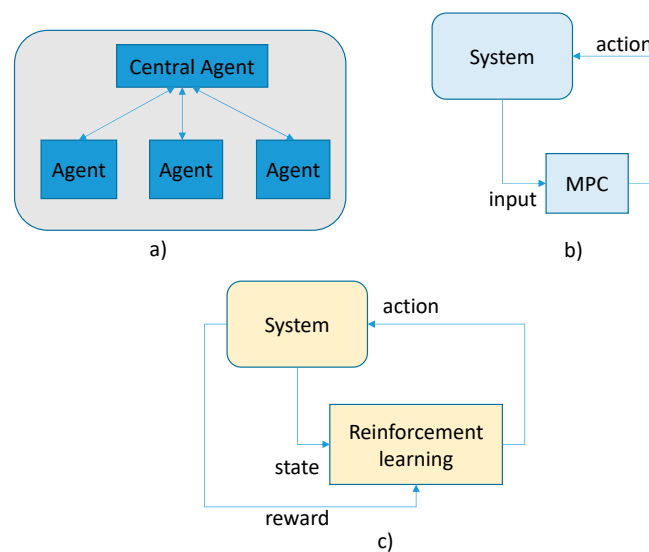 Central Agent
Agent
Agent
Agent
a)
System
action
MPC
input
b)
System
action
Reinforcement
learning
state
reward
c)